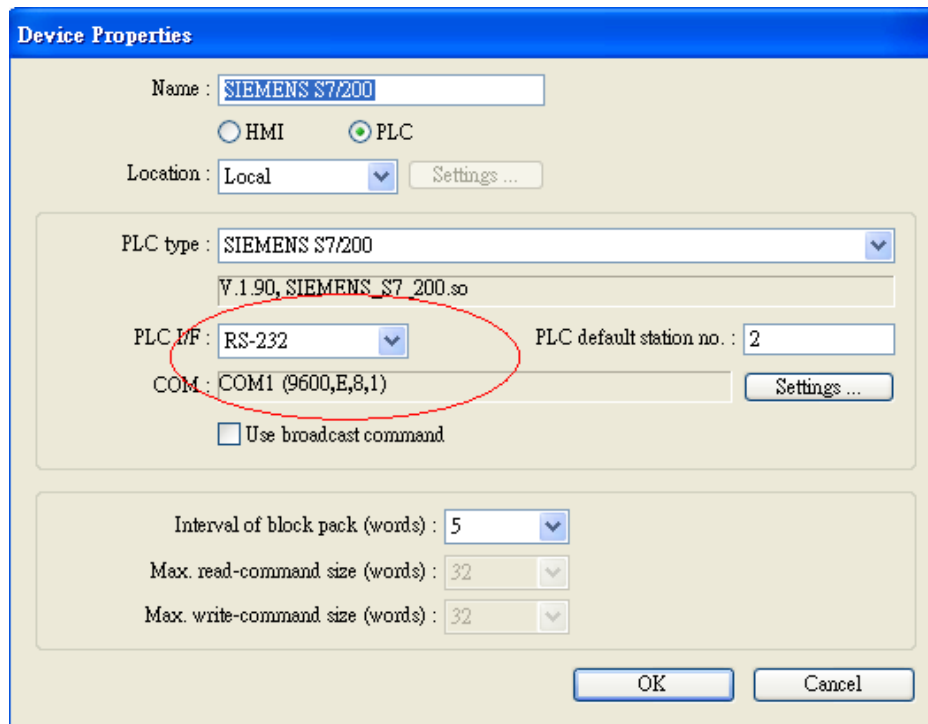 Device Properties
Name : SIEMENS S7/200
HMI PLC
Location : Local Settings ...
PLC type : SIEMENS S7/200
V.1.90, SIEMENS_S7_200.so
PLC I/F : RS-232 PLC default station no. : 2
COM : COM1 (9600,E,8,1) Settings ...
Use broadcast command
Interval of block pack (words) : 5
Max. read-command size (words) : 32
Max. write-command size (words) : 32
OK Cancel